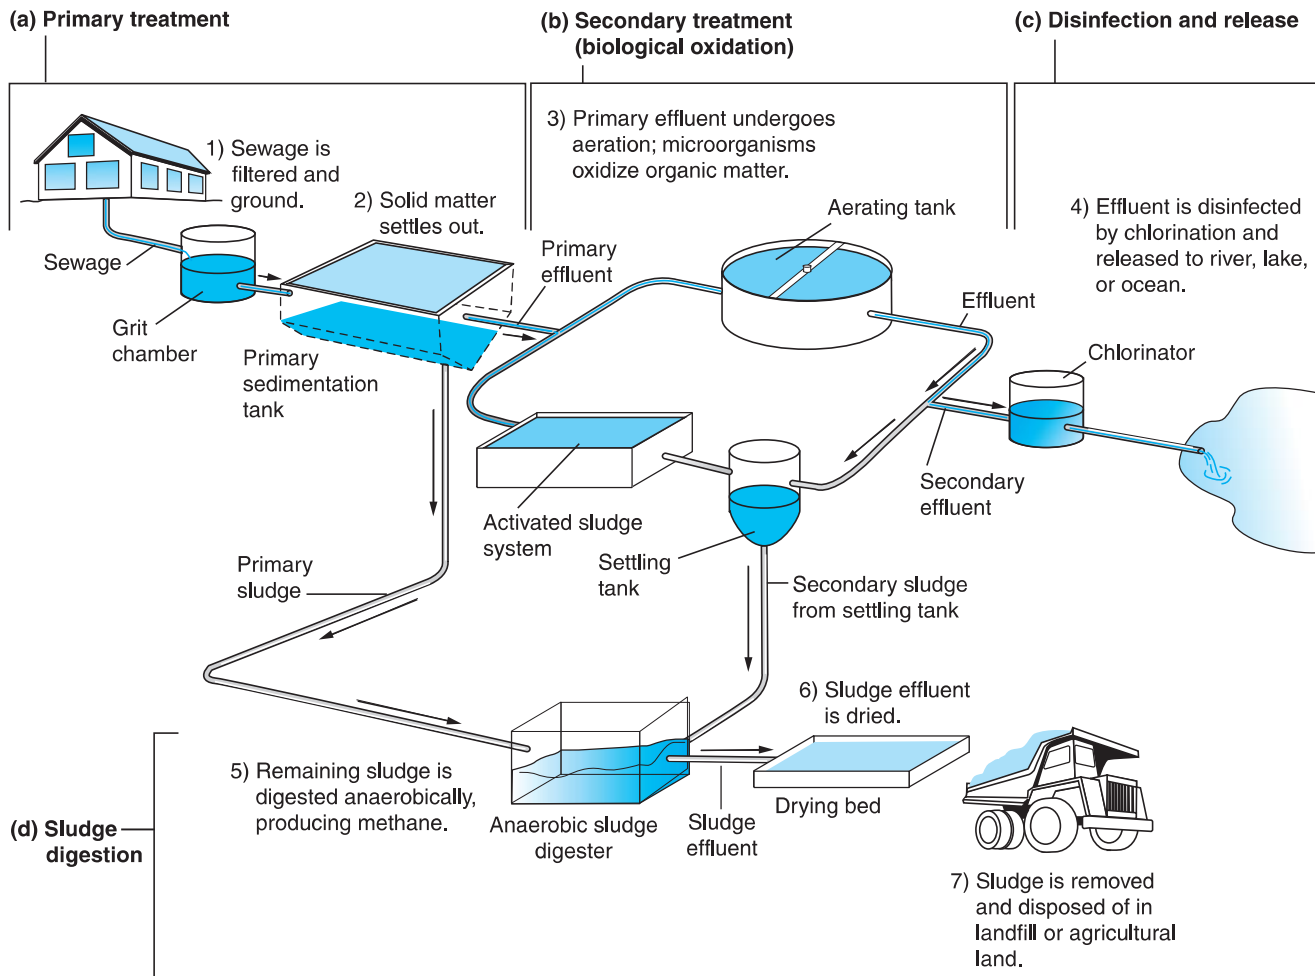 (a) Primary treatment
(b) Secondary treatment
(biological oxidation)
(c) Disinfection and release
1) Sewage is
filtered and
ground.
2) Solid matter
settles out.
3) Primary effluent undergoes
aeration; microorganisms
oxidize organic matter.
4) Effluent is disinfected
by chlorination and
released to river, lake,
or ocean.
Sewage
Grit
chamber
Primary
sedimentation
tank
Primary
effluent
Aerating tank
Effluent
Chlorinator
Secondary
effluent
Activated sludge
system
Settling
tank
Primary
sludge
Secondary sludge
from settling tank
(d) Sludge
digestion
5) Remaining sludge is
digested anaerobically,
producing methane.
Anaerobic sludge
digester
Sludge
effluent
6) Sludge effluent
is dried.
Drying bed
7) Sludge is removed
and disposed of in
landfill or agricultural
land.